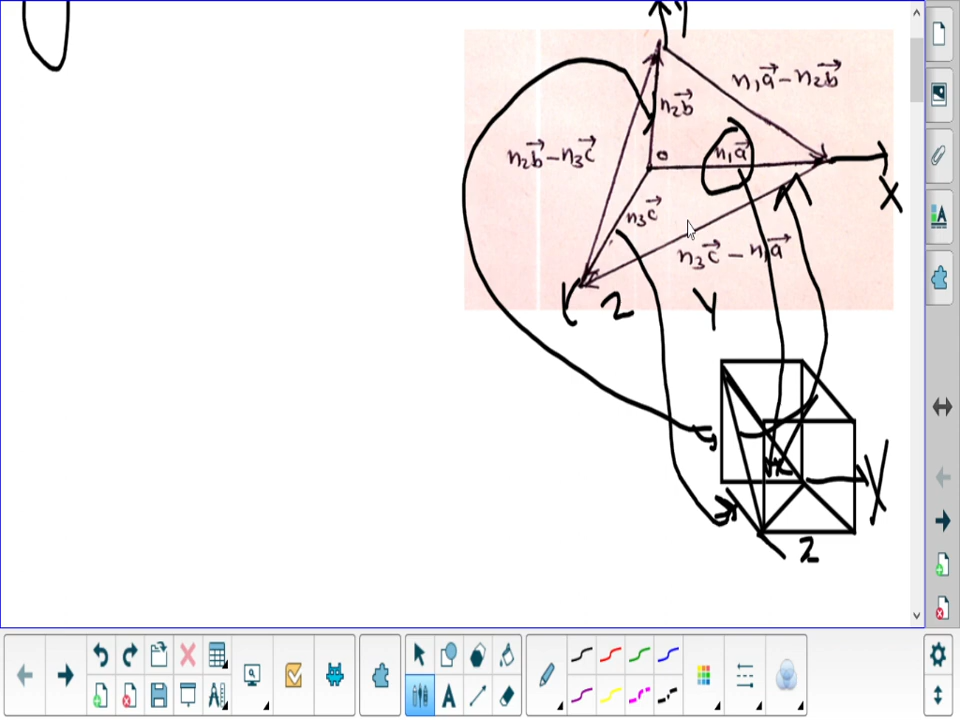 Y
n₁a⃗ − n₂b⃗
n₂b⃗
n₂b⃗ − n₃c⃗
o
n₁a⃗
X
n₃c⃗
n₃c⃗ − n₁a⃗
Z
Y
X
Z
A